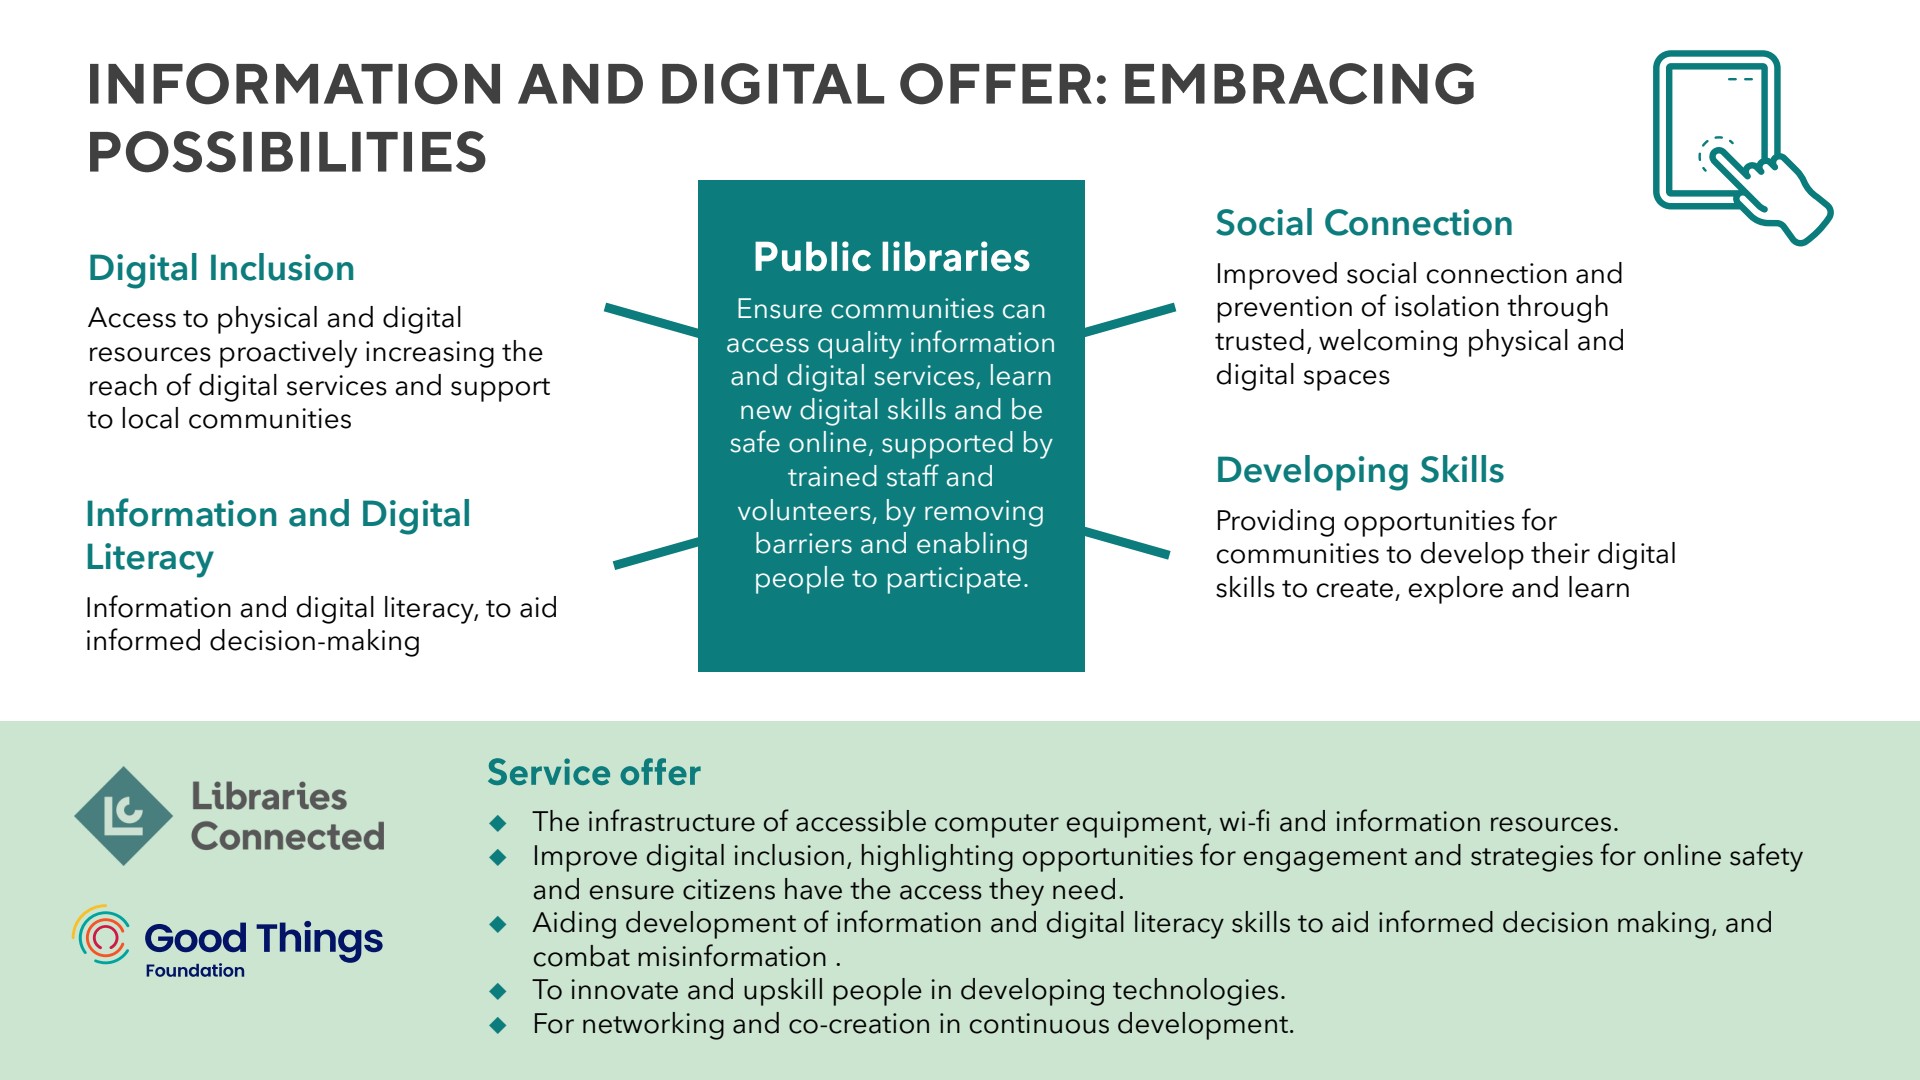 INFORMATION AND DIGITAL OFFER: EMBRACING
POSSIBILITIES
Digital Inclusion
Access to physical and digital
resources proactively increasing the
reach of digital services and support
to local communities
Information and Digital
Literacy
Information and digital literacy, to aid
informed decision-making
Public libraries
Ensure communities can
access quality information
and digital services, learn
new digital skills and be
safe online, supported by
trained staff and
volunteers, by removing
barriers and enabling
people to participate.
Social Connection
Improved social connection and
prevention of isolation through
trusted, welcoming physical and
digital spaces
Developing Skills
Providing opportunities for
communities to develop their digital
skills to create, explore and learn
LC
Libraries
Connected
Good Things
Foundation
Service offer
◆ The infrastructure of accessible computer equipment, wi-fi and information resources.
◆ Improve digital inclusion, highlighting opportunities for engagement and strategies for online safety
and ensure citizens have the access they need.
◆ Aiding development of information and digital literacy skills to aid informed decision making, and
combat misinformation .
◆ To innovate and upskill people in developing technologies.
◆ For networking and co-creation in continuous development.